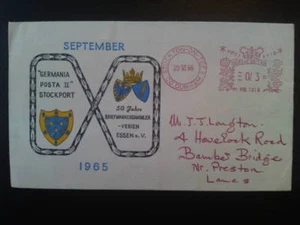 SEPTEMBER
"GERMANIA
POSTA II"
STOCKPORT
50 Jahre
BRIEFMARKENSAMMLER
-VEREIN
ESSEN e.V.
1965
M. J. J. Langton
4 Havelock Road
Bamber Bridge
Nr. Preston
Lancs